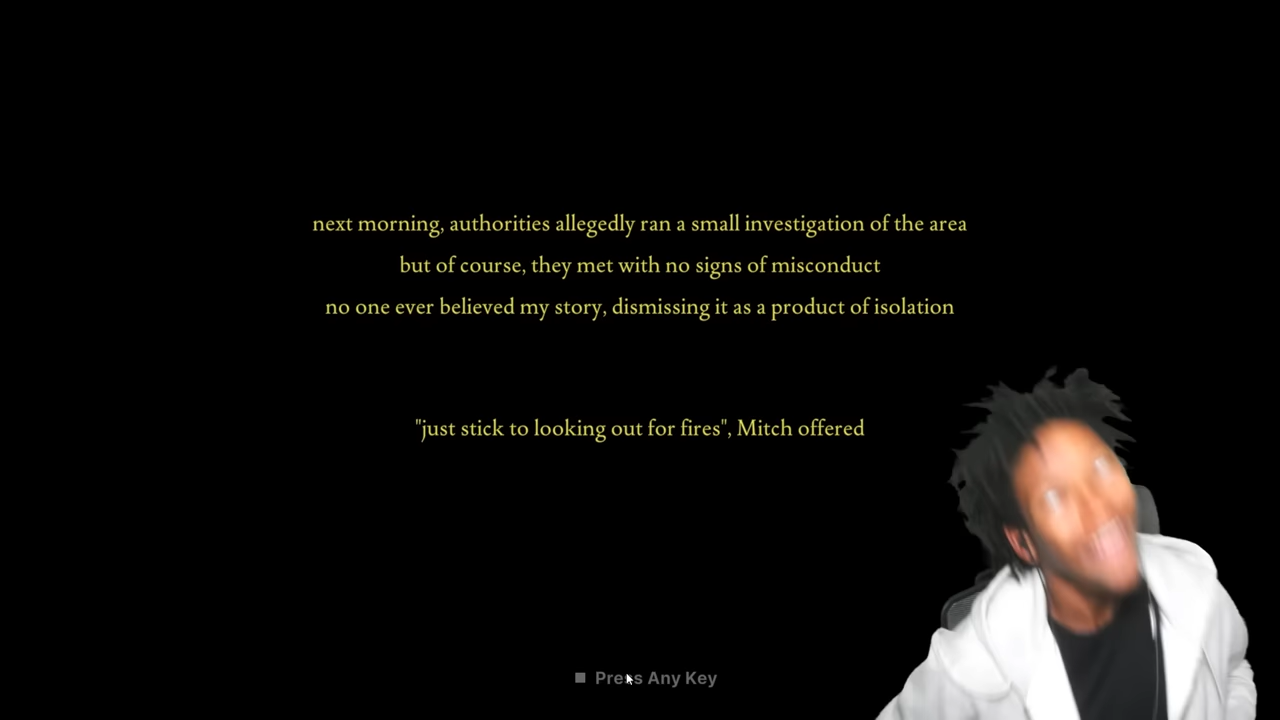 next morning, authorities allegedly ran a small investigation of the area
but of course, they met with no signs of misconduct
no one ever believed my story, dismissing it as a product of isolation
"just stick to looking out for fires", Mitch offered
Press Any Key